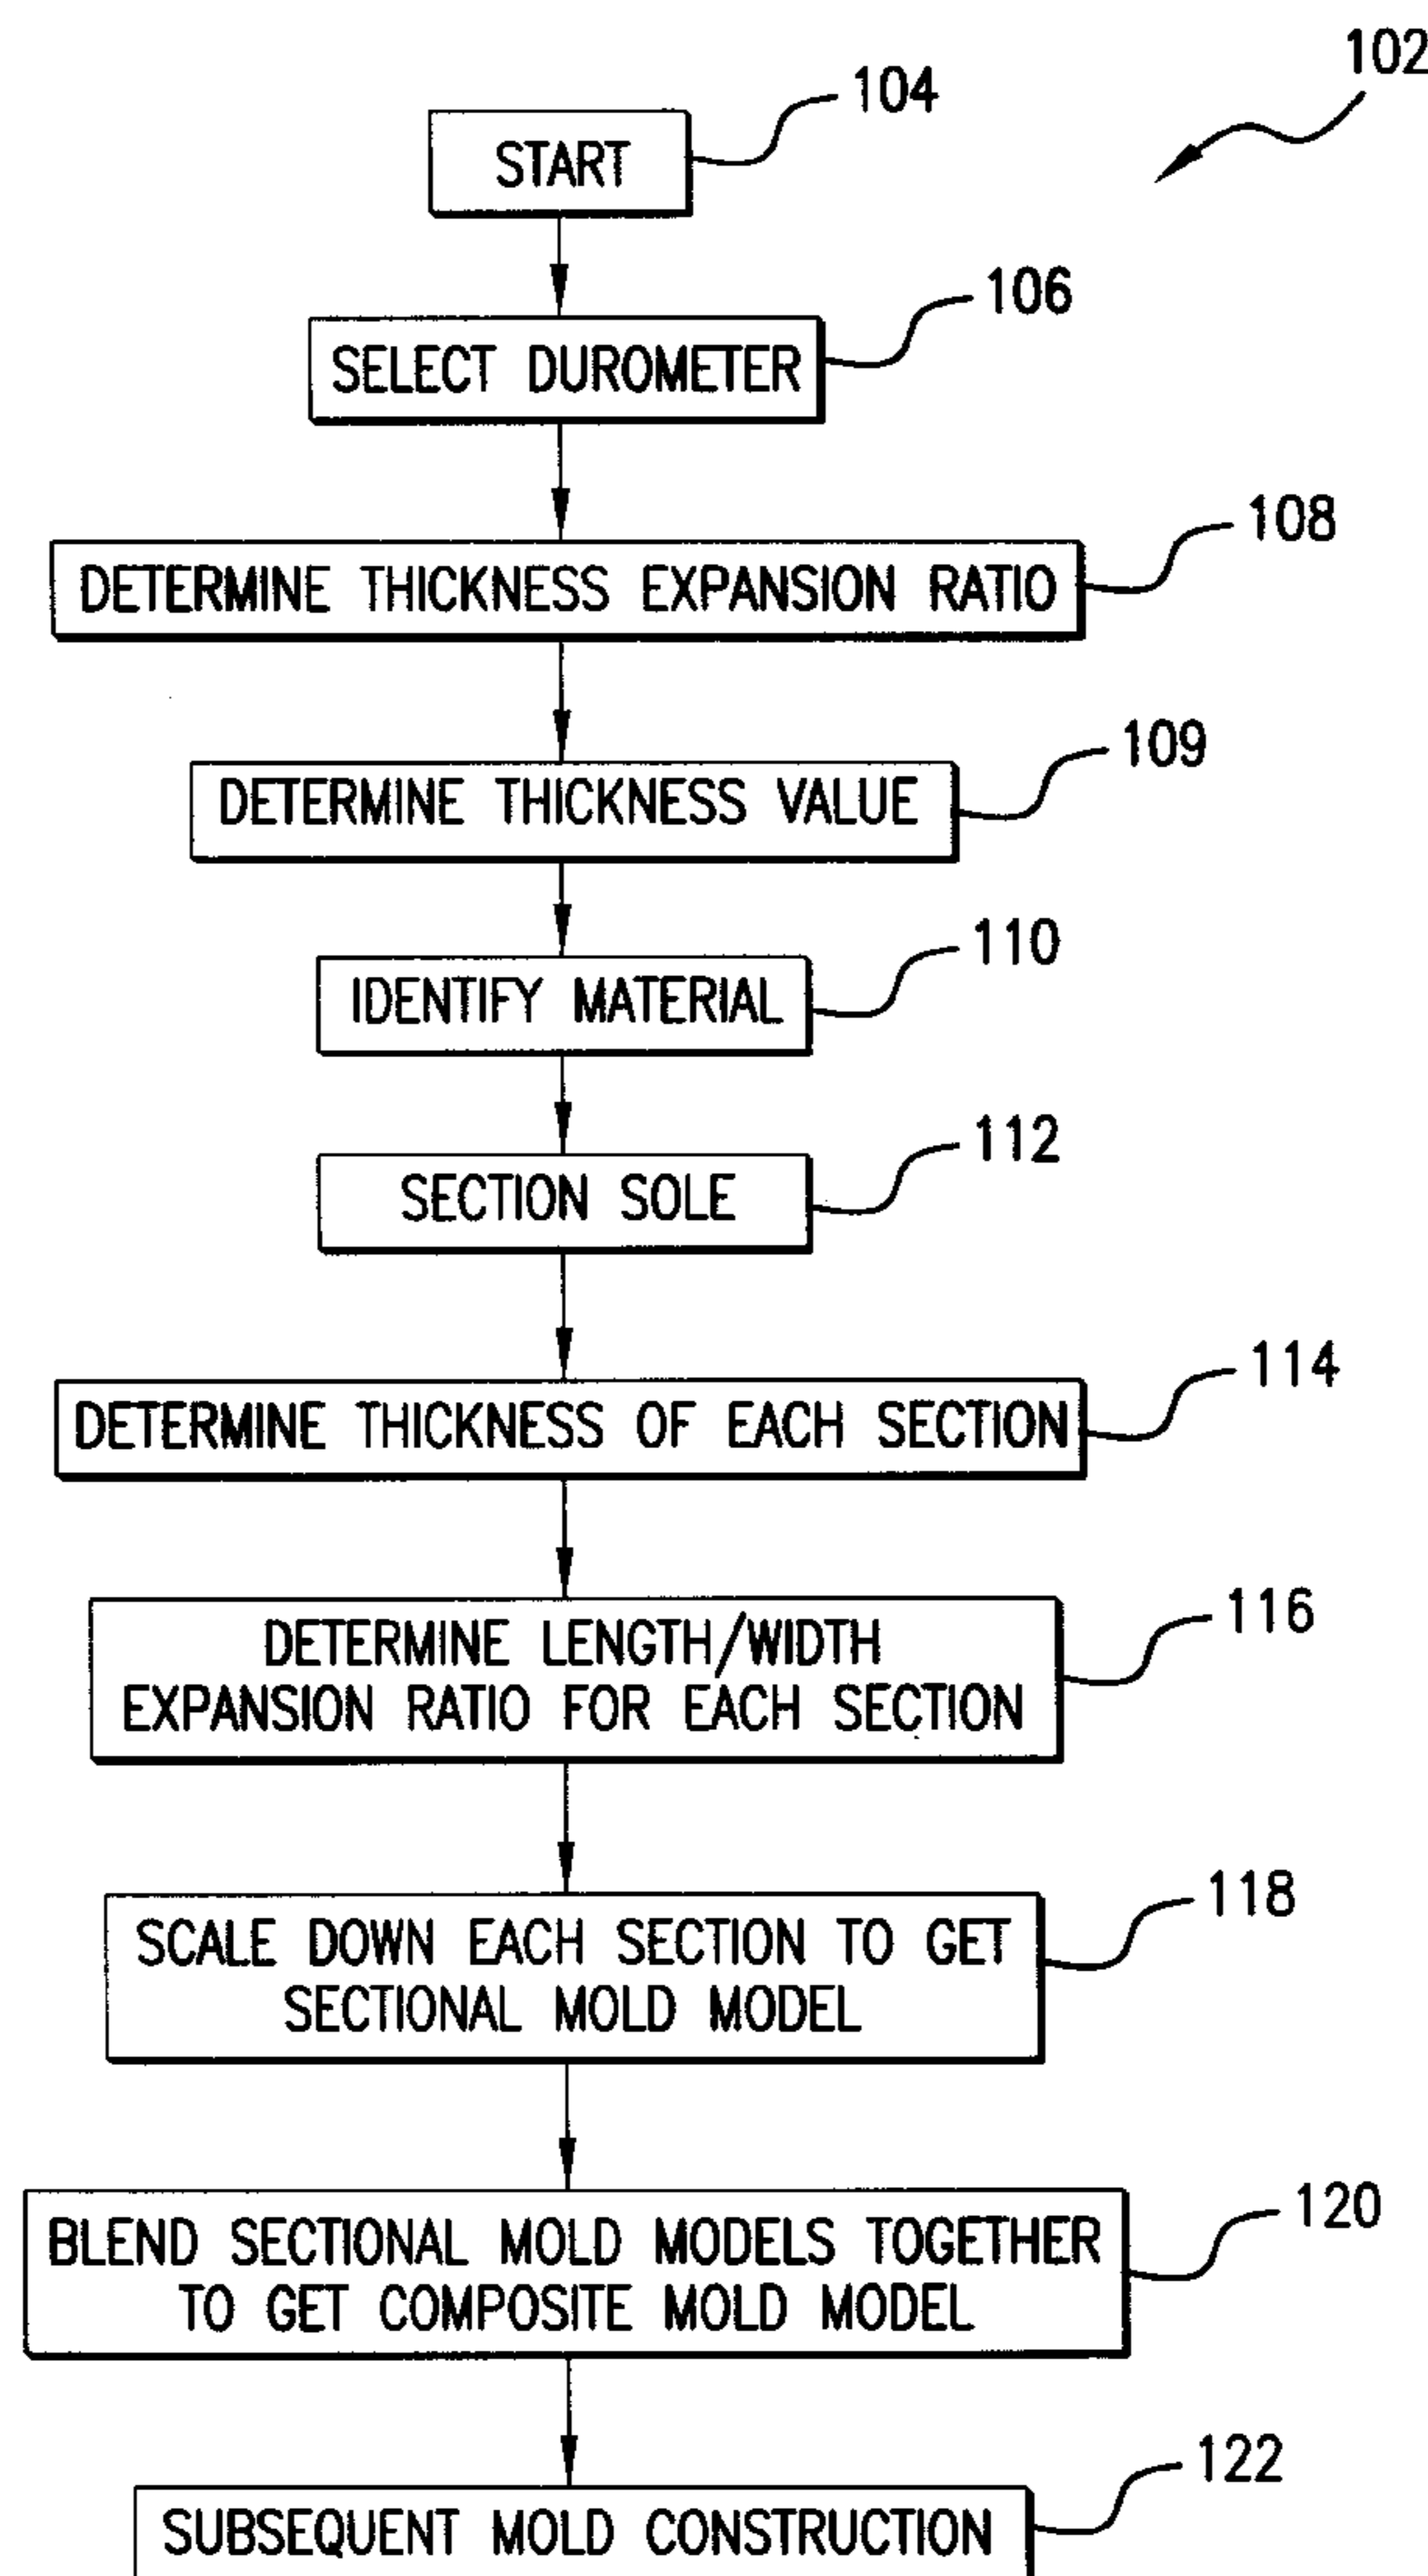 102
104
START
106
SELECT DUROMETER
108
DETERMINE THICKNESS EXPANSION RATIO
109
DETERMINE THICKNESS VALUE
110
IDENTIFY MATERIAL
112
SECTION SOLE
114
DETERMINE THICKNESS OF EACH SECTION
116
DETERMINE LENGTH/WIDTH
EXPANSION RATIO FOR EACH SECTION
118
SCALE DOWN EACH SECTION TO GET
SECTIONAL MOLD MODEL
120
BLEND SECTIONAL MOLD MODELS TOGETHER
TO GET COMPOSITE MOLD MODEL
122
SUBSEQUENT MOLD CONSTRUCTION